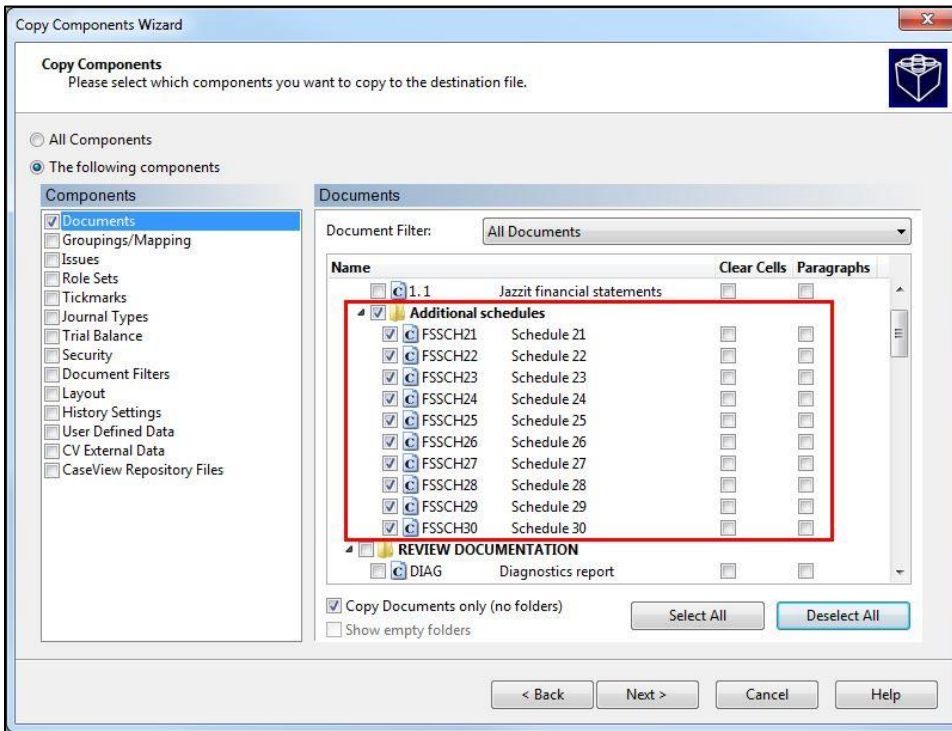 Copy Components Wizard
Copy Components
Please select which components you want to copy to the destination file.
All Components
The following components
Components
Documents
Groupings/Mapping
Issues
Role Sets
Tickmarks
Journal Types
Trial Balance
Security
Document Filters
Layout
History Settings
User Defined Data
CV External Data
CaseView Repository Files
Documents
Document Filter: All Documents
Name Clear Cells Paragraphs
1. 1 Jazzit financial statements
Additional schedules
FSSCH21 Schedule 21
FSSCH22 Schedule 22
FSSCH23 Schedule 23
FSSCH24 Schedule 24
FSSCH25 Schedule 25
FSSCH26 Schedule 26
FSSCH27 Schedule 27
FSSCH28 Schedule 28
FSSCH29 Schedule 29
FSSCH30 Schedule 30
REVIEW DOCUMENTATION
DIAG Diagnostics report
Copy Documents only (no folders)
Show empty folders
Select All Deselect All
< Back Next > Cancel Help